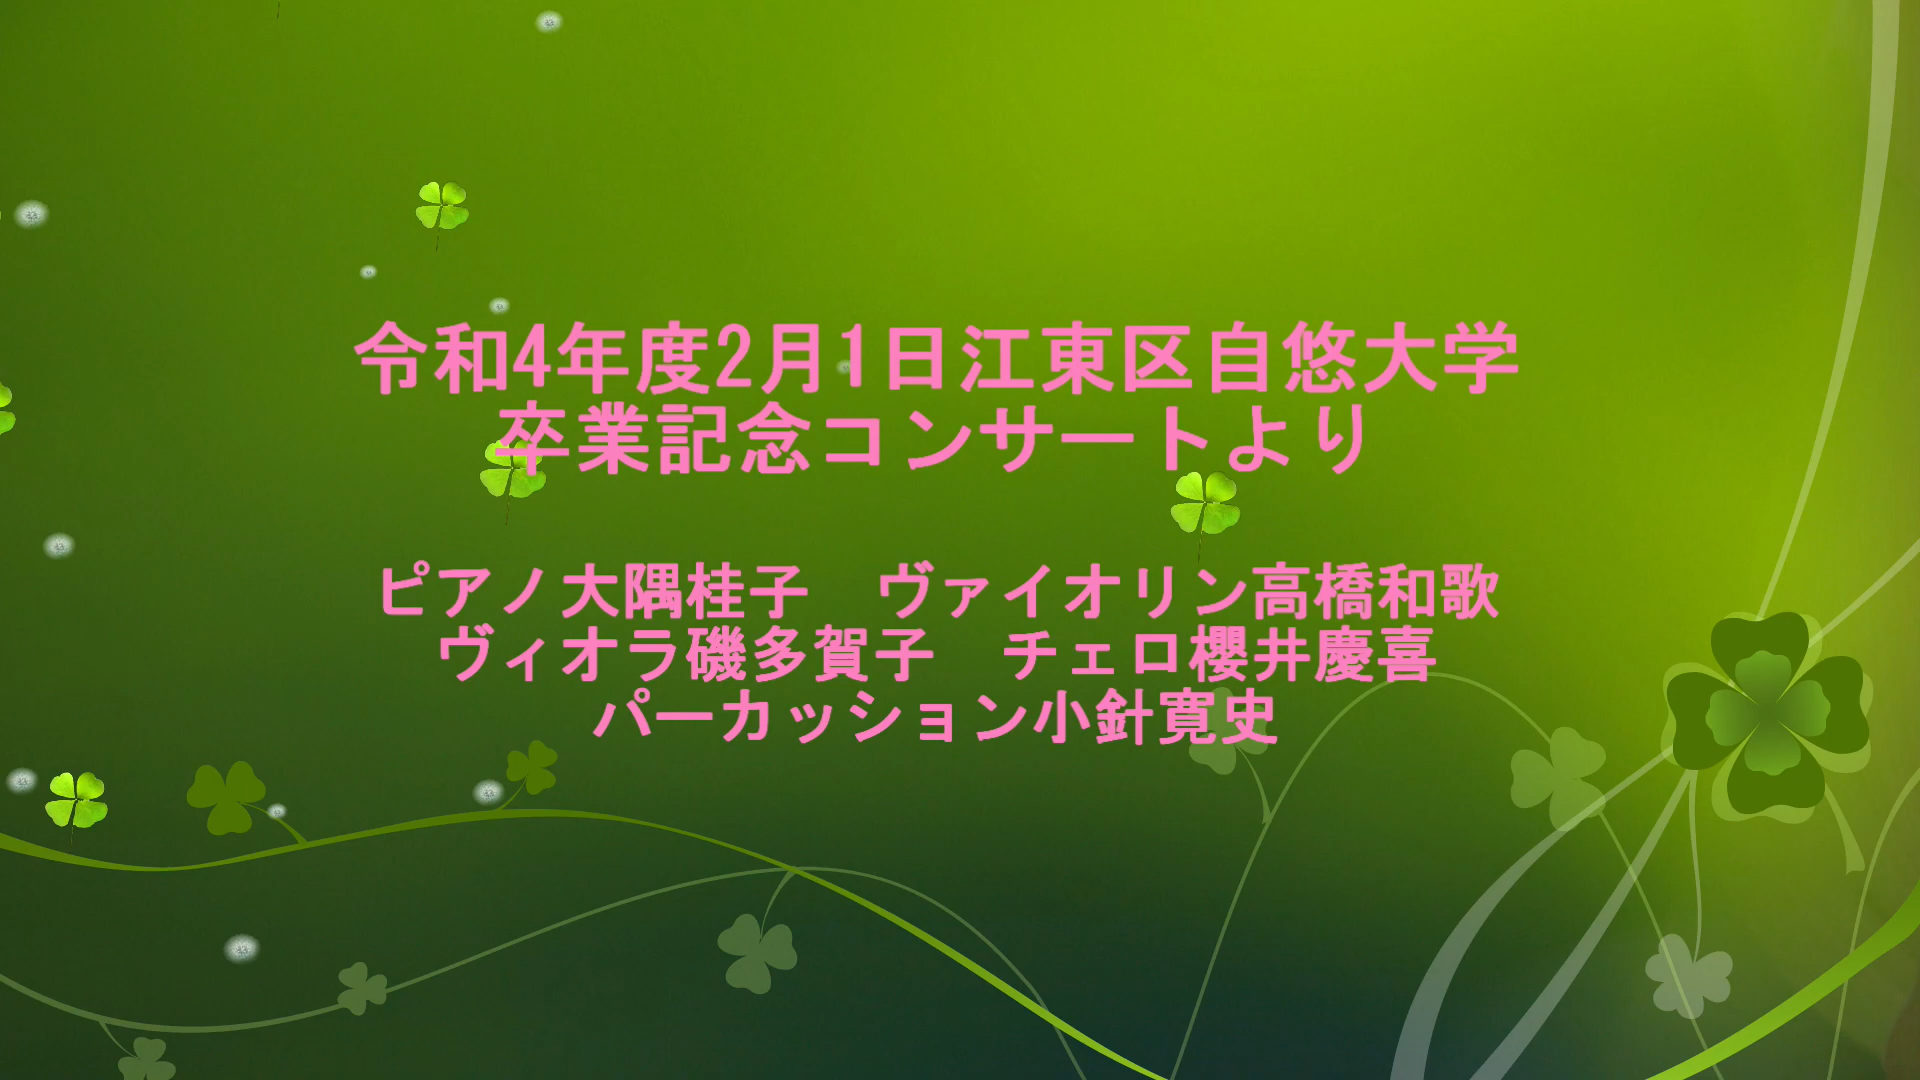 令和4年度2月1日江東区自悠大学
卒業記念コンサートより
ピアノ大隅桂子　ヴァイオリン高橋和歌
ヴィオラ磯多賀子　チェロ櫻井慶喜
パーカッション小針寛史